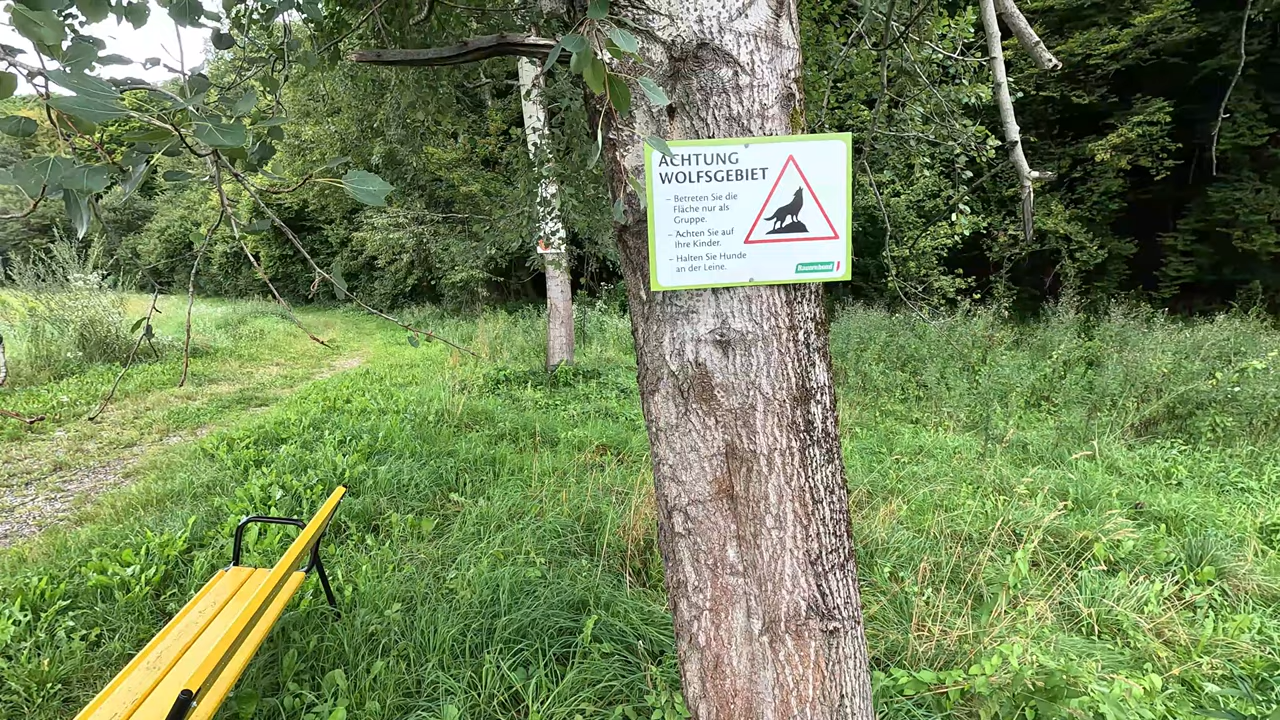 ACHTUNG
WOLFSGEBIET
– Betreten Sie die
Fläche nur als
Gruppe.
– Achten Sie auf
Ihre Kinder.
– Halten Sie Hunde
an der Leine.
Bauernbund